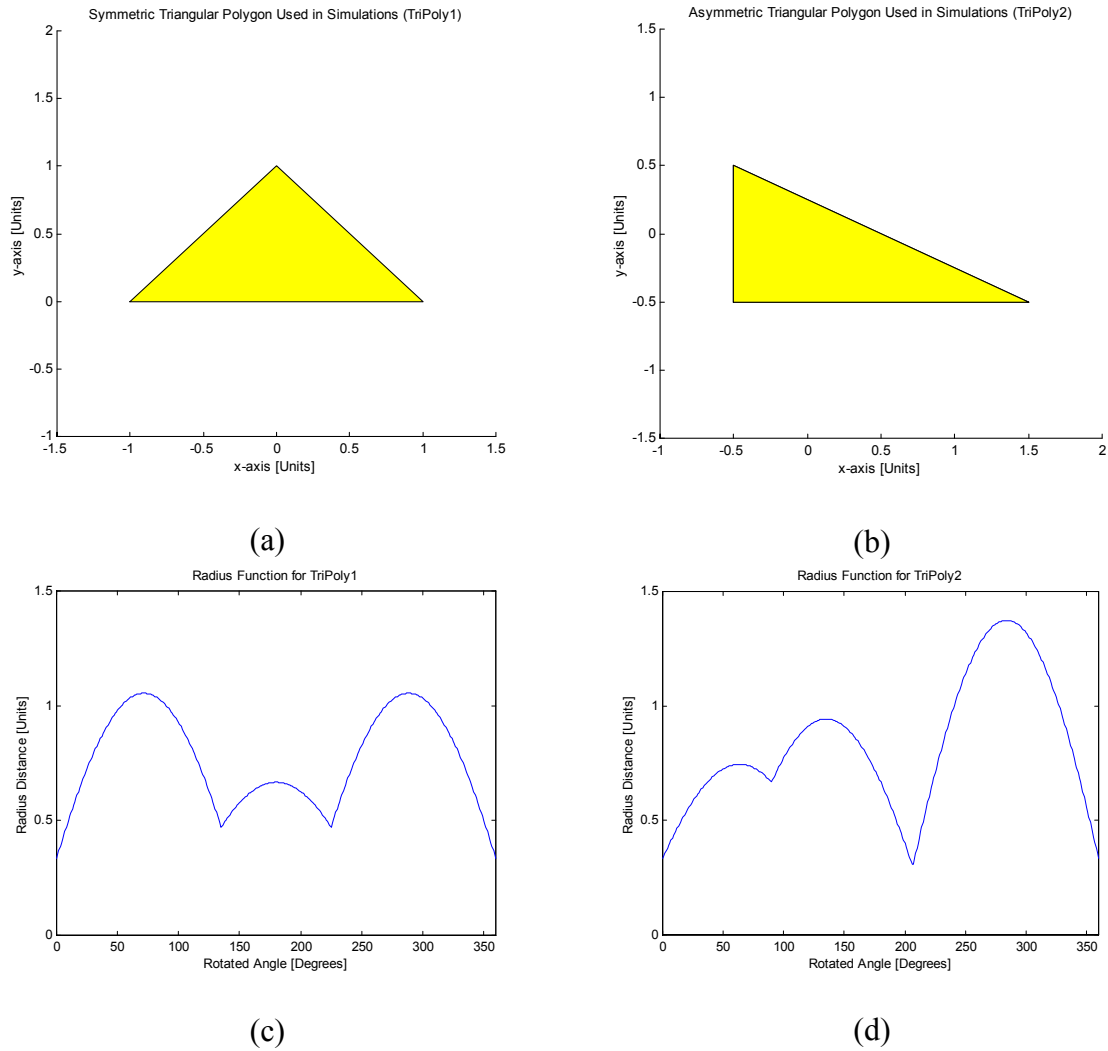 Symmetric Triangular Polygon Used in Simulations (TriPoly1)
2
1.5
1
0.5
0
-0.5
-1
y-axis [Units]
-1.5 -1 -0.5 0 0.5 1 1.5
x-axis [Units]
(a)
Asymmetric Triangular Polygon Used in Simulations (TriPoly2)
1.5
1
0.5
0
-0.5
-1
-1.5
y-axis [Units]
-1 -0.5 0 0.5 1 1.5 2
x-axis [Units]
(b)
Radius Function for TriPoly1
1.5
1
0.5
0
Radius Distance [Units]
0 50 100 150 200 250 300 350
Rotated Angle [Degrees]
(c)
Radius Function for TriPoly2
1.5
1
0.5
0
Radius Distance [Units]
0 50 100 150 200 250 300 350
Rotated Angle [Degrees]
(d)